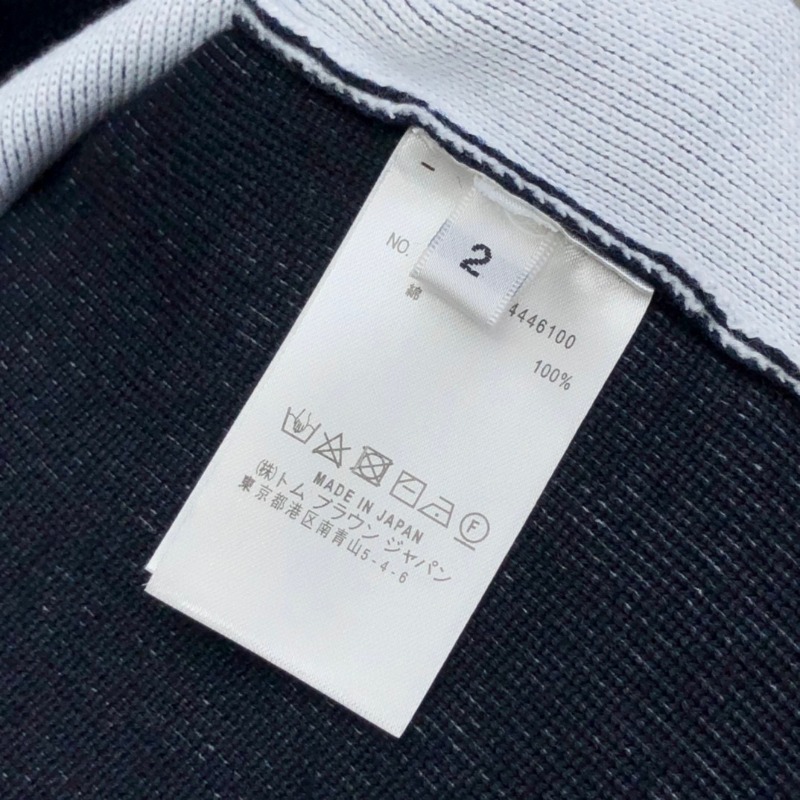 2
NO. 4446100
綿 100%
F
MADE IN JAPAN
(株)トム ブラウン ジャパン
東京都港区南青山5-4-6